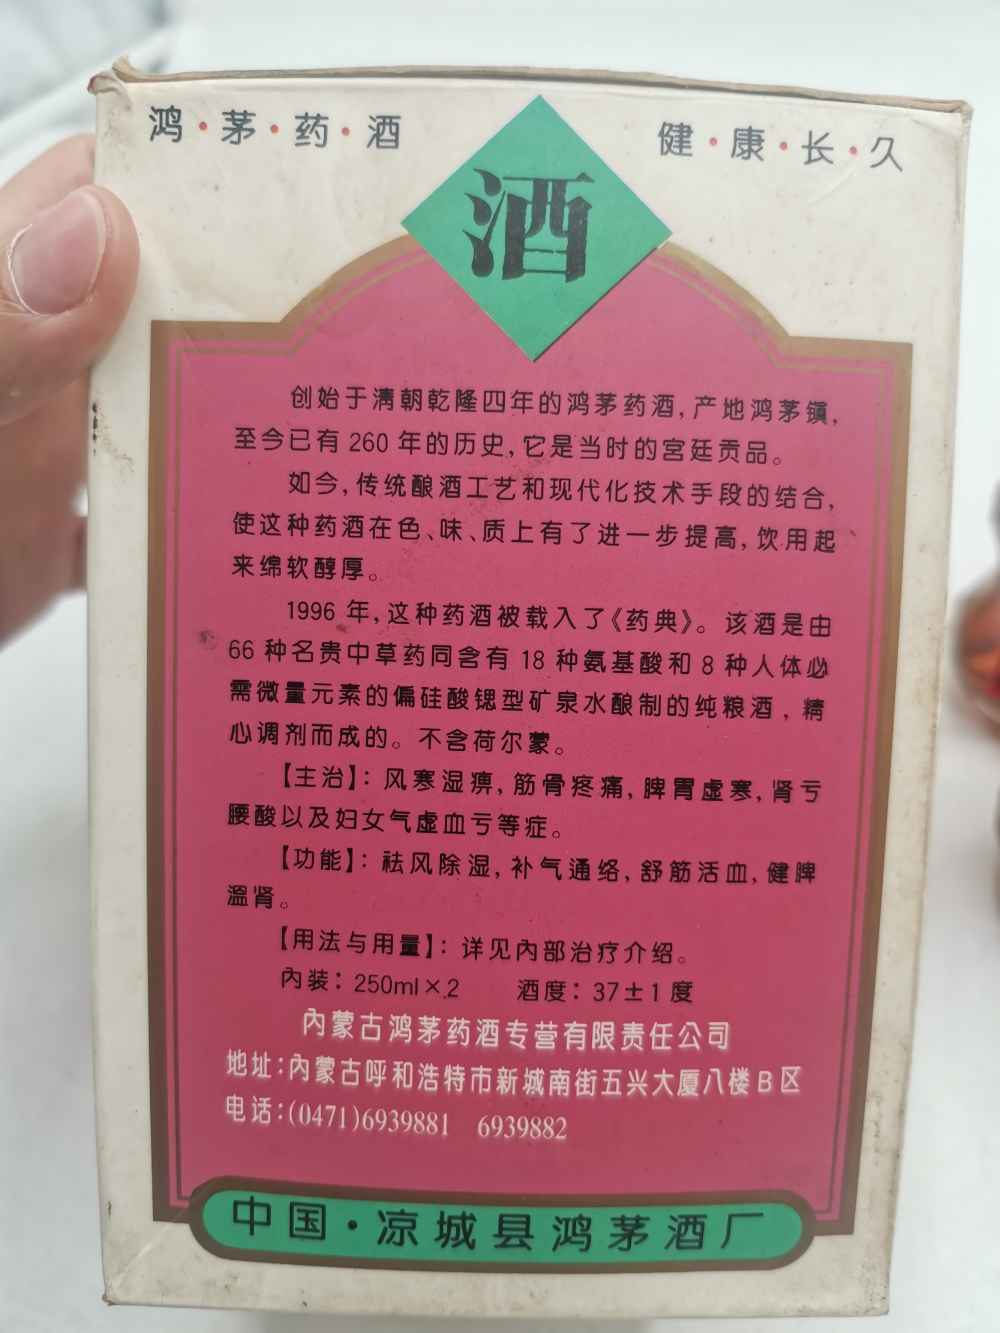 鸿·茅·药·酒
健·康·长·久
酒
创始于清朝乾隆四年的鸿茅药酒,产地鸿茅镇,
至今已有260年的历史,它是当时的宫廷贡品。
如今,传统酿酒工艺和现代化技术手段的结合,
使这种药酒在色、味、质上有了进一步提高,饮用起
来绵软醇厚。
1996年,这种药酒被载入了《药典》。该酒是由
66种名贵中草药同含有18种氨基酸和8种人体必
需微量元素的偏硅酸锶型矿泉水酿制的纯粮酒,精
心调剂而成的。不含荷尔蒙。
【主治】:风寒湿痹,筋骨疼痛,脾胃虚寒,肾亏
腰酸以及妇女气虚血亏等症。
【功能】:祛风除湿,补气通络,舒筋活血,健脾
温肾。
【用法与用量】:详见内部治疗介绍。
内装:250ml×2 酒度:37±1度
内蒙古鸿茅药酒专营有限责任公司
地址:内蒙古呼和浩特市新城南街五兴大厦八楼B区
电话:(0471)6939881 6939882
中国·凉城县鸿茅酒厂